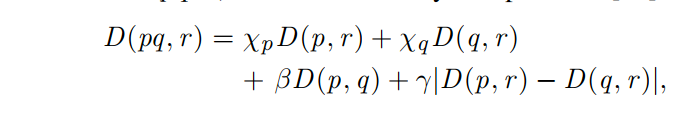 D(pq, r) = χ_p D(p, r) + χ_q D(q, r)
+ βD(p, q) + γ|D(p, r) − D(q, r)|,